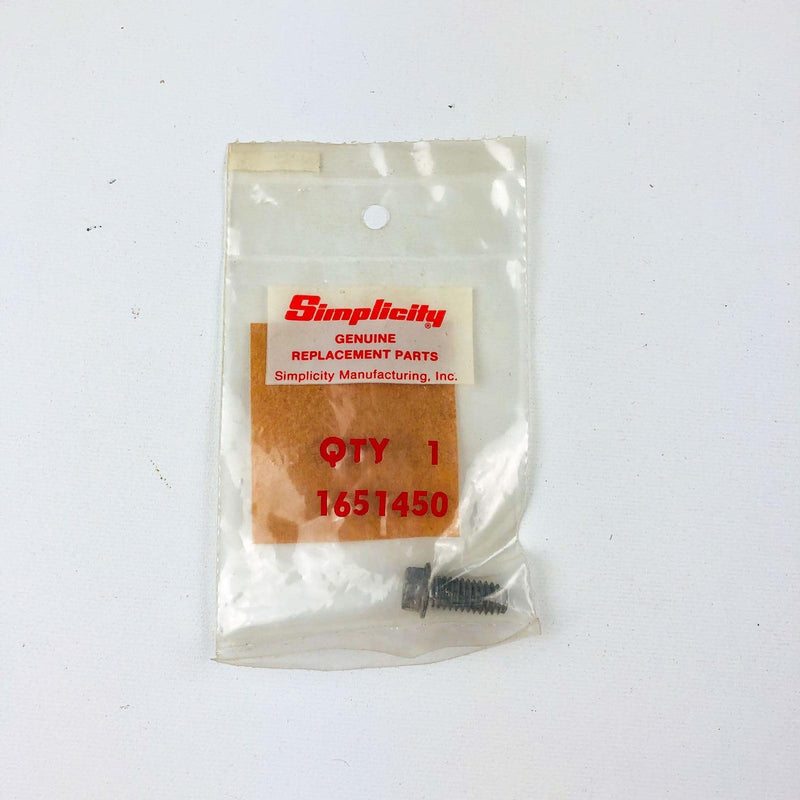 Simplicity®
GENUINE
REPLACEMENT PARTS
Simplicity Manufacturing, Inc.
QTY 1
1651450